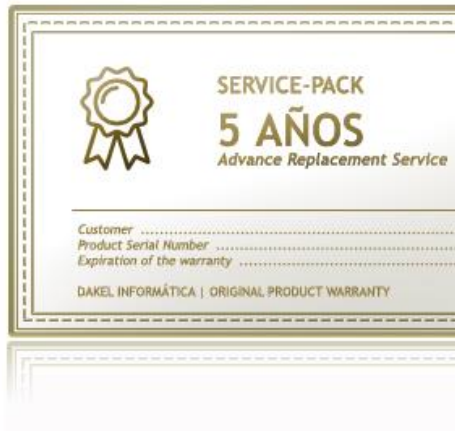 SERVICE-PACK
5 AÑOS
Advance Replacement Service
Customer ............................................................
Product Serial Number ..............................................
Expiration of the warranty ..........................................
DAKEL INFORMÁTICA | ORIGINAL PRODUCT WARRANTY